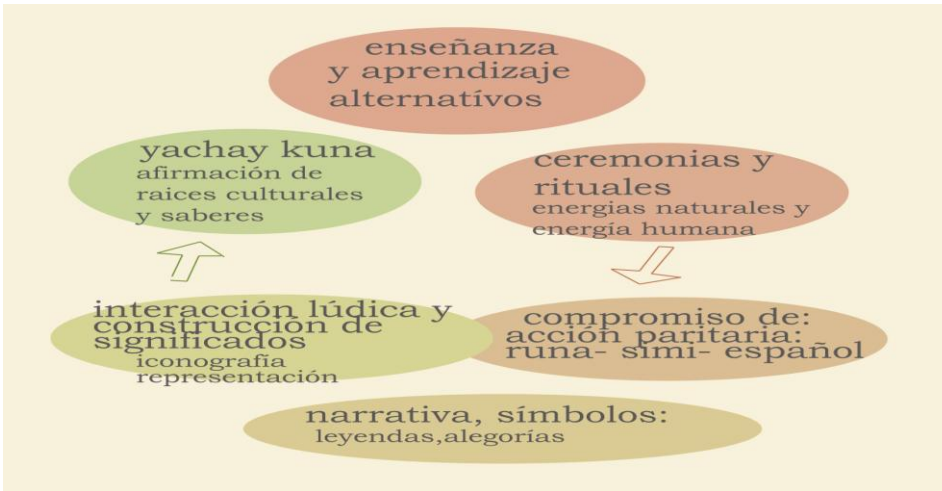 enseñanza
y aprendizaje
alternatívos
yachay kuna
afirmación de
raices culturales
y saberes
ceremonias y
rituales
energias naturales y
energía humana
interacción lúdica y
construcción de
significados
iconografía
representación
compromiso de:
acción paritaria:
runa- simi- español
narrativa, símbolos:
leyendas,alegorías